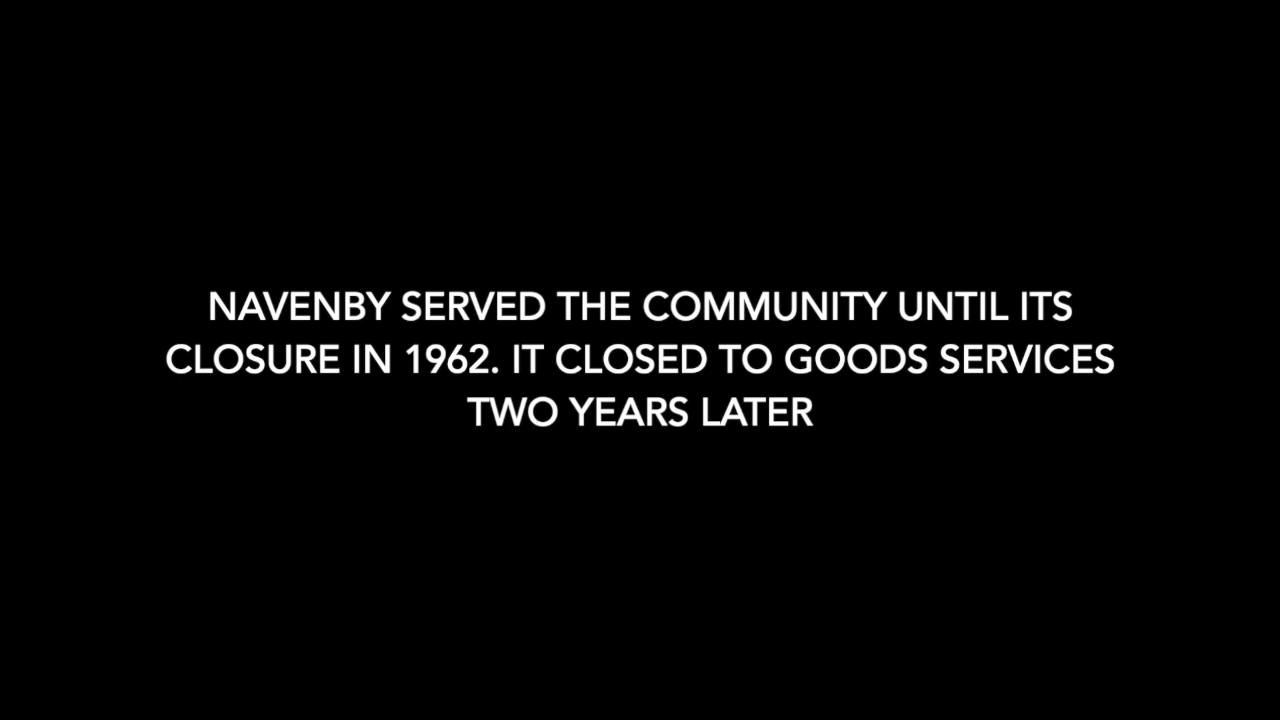 NAVENBY SERVED THE COMMUNITY UNTIL ITS
CLOSURE IN 1962. IT CLOSED TO GOODS SERVICES
TWO YEARS LATER